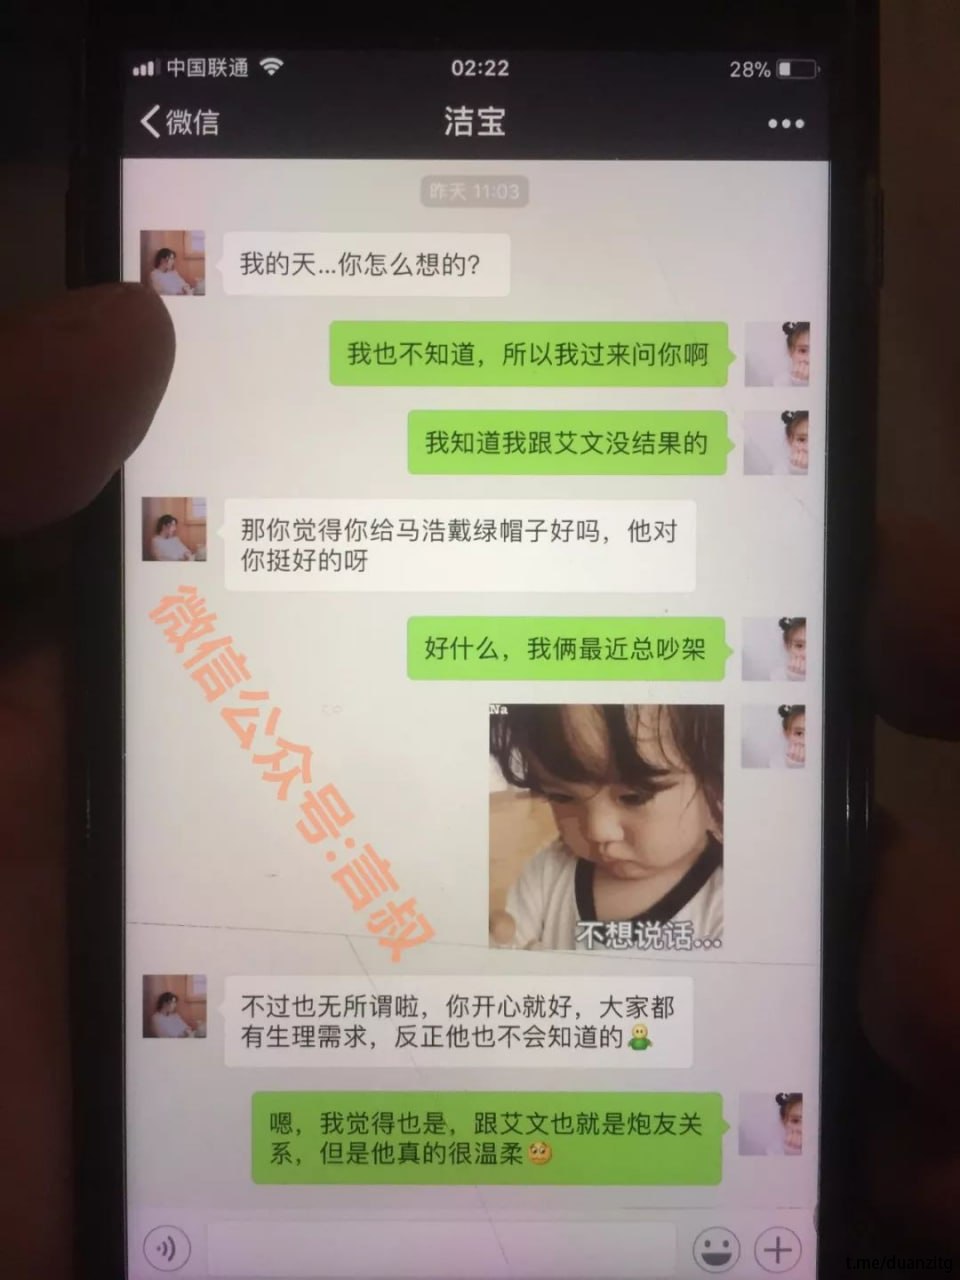 中国联通
02:22
28%
微信
洁宝
昨天 11:03
我的天...你怎么想的?
我也不知道，所以我过来问你啊
我知道我跟艾文没结果的
那你觉得你给马浩戴绿帽子好吗，他对
你挺好的呀
好什么，我俩最近总吵架
Na
不想说话...
微信公众号:言叔
不过也无所谓啦，你开心就好，大家都
有生理需求，反正他也不会知道的
嗯，我觉得也是，跟艾文也就是炮友关
系，但是他真的很温柔
t.me/duanzitg